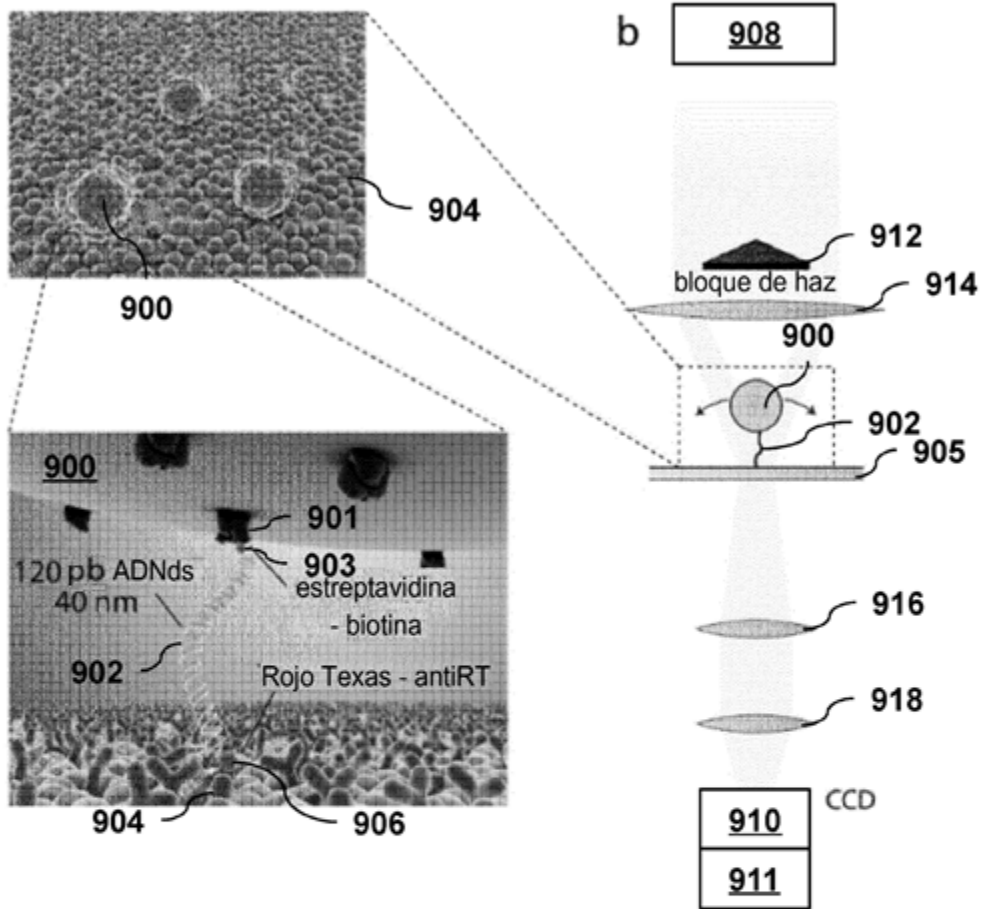 904
900
900
901
903
120 pb ADNds
40 nm
estreptavidina
- biotina
902
Rojo Texas - antiRT
904
906
b
908
912
bloque de haz
914
900
902
905
916
918
CCD
910
911